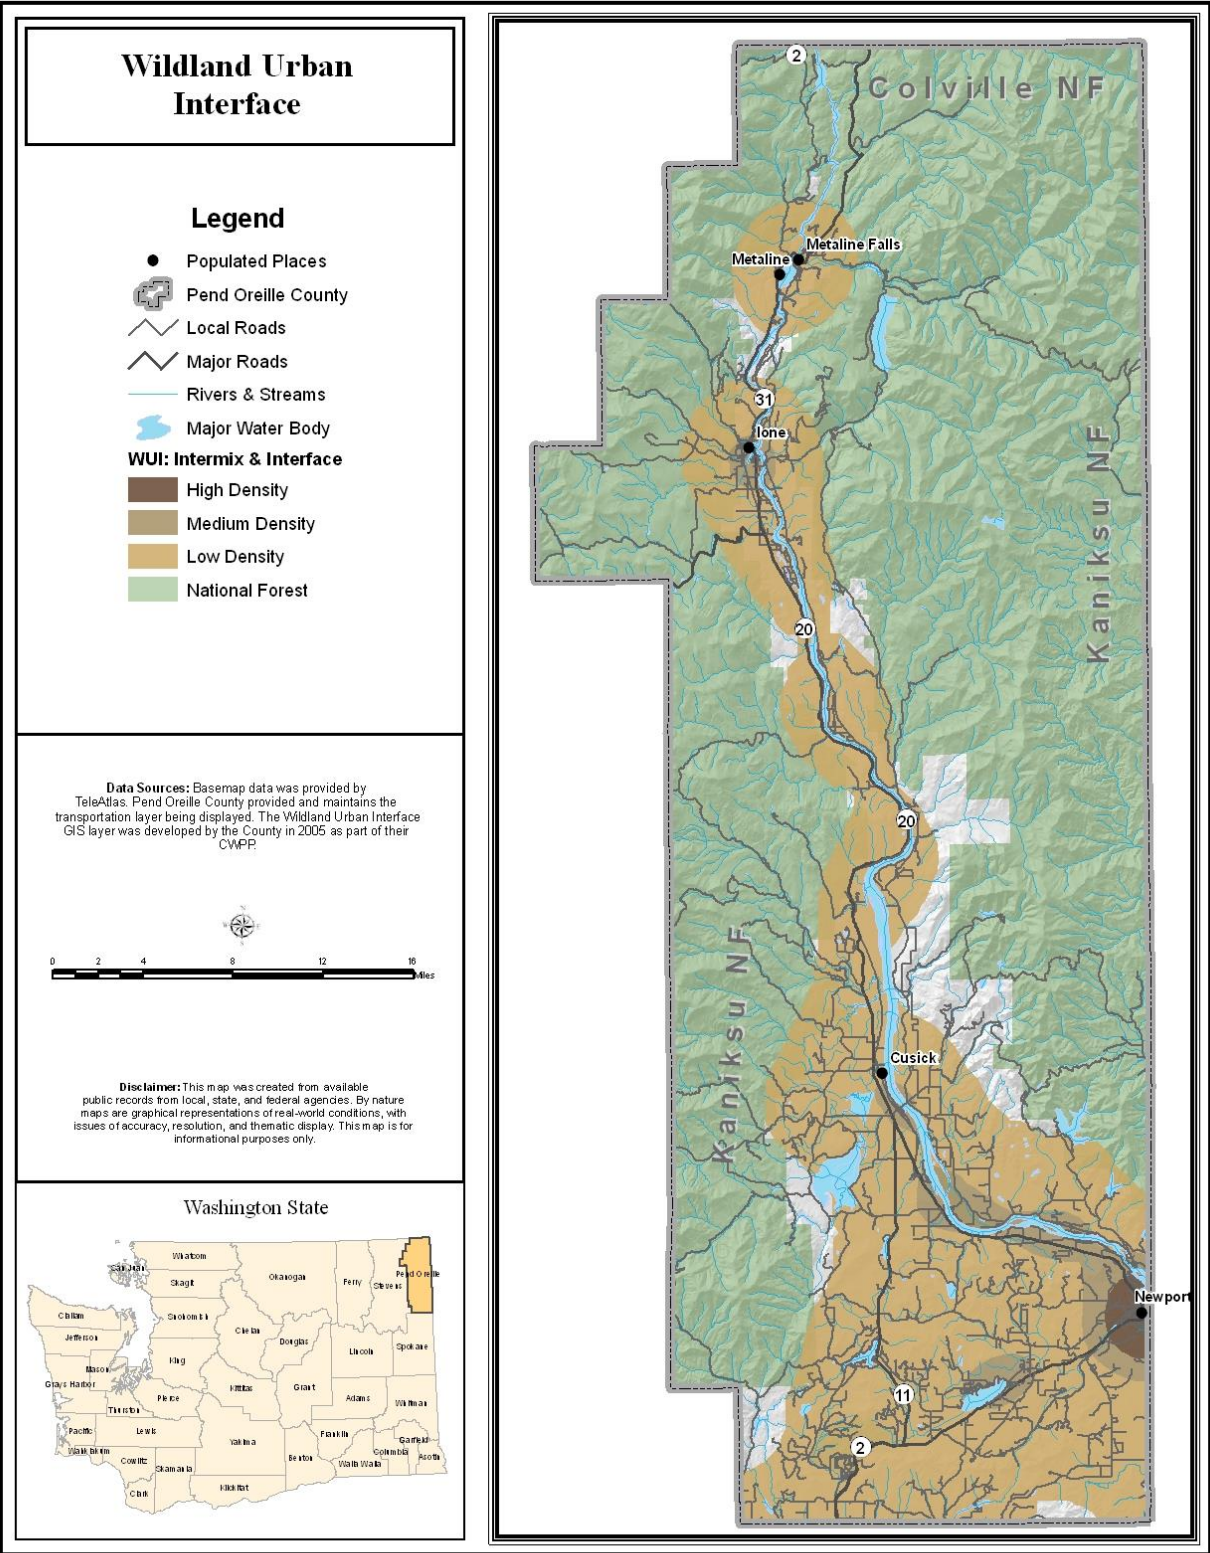 Wildland Urban
Interface
Legend
Populated Places
Pend Oreille County
Local Roads
Major Roads
Rivers & Streams
Major Water Body
WUI: Intermix & Interface
High Density
Medium Density
Low Density
National Forest
Data Sources: Basemap data was provided by
TeleAtlas. Pend Oreille County provided and maintains the
transportation layer being displayed. The Wildland Urban Interface
GIS layer was developed by the County in 2005 as part of their
CWPP.
N
W E
S
0 2 4 8 12 16
Miles
Disclaimer: This map was created from available
public records from local, state, and federal agencies. By nature
maps are graphical representations of real-world conditions, with
issues of accuracy, resolution, and thematic display. This map is for
informational purposes only.
Washington State
Whatcom
San Juan
Skagit
Okanogan
Ferry
Stevens
Pend Oreille
Clallam
Snohomish
Chelan
Jefferson
Douglas
Lincoln
Spokane
King
Mason
Grays Harbor
Kittitas
Grant
Adams
Whitman
Pierce
Thurston
Pacific
Lewis
Yakima
Franklin
Garfield
Columbia
Asotin
Wahkiakum
Cowlitz
Skamania
Benton
Walla Walla
Clark
Klickitat
2
Colville NF
Metaline Falls
Metaline
31
Ione
Kaniksu NF
20
20
Kaniksu NF
Cusick
Newport
11
2